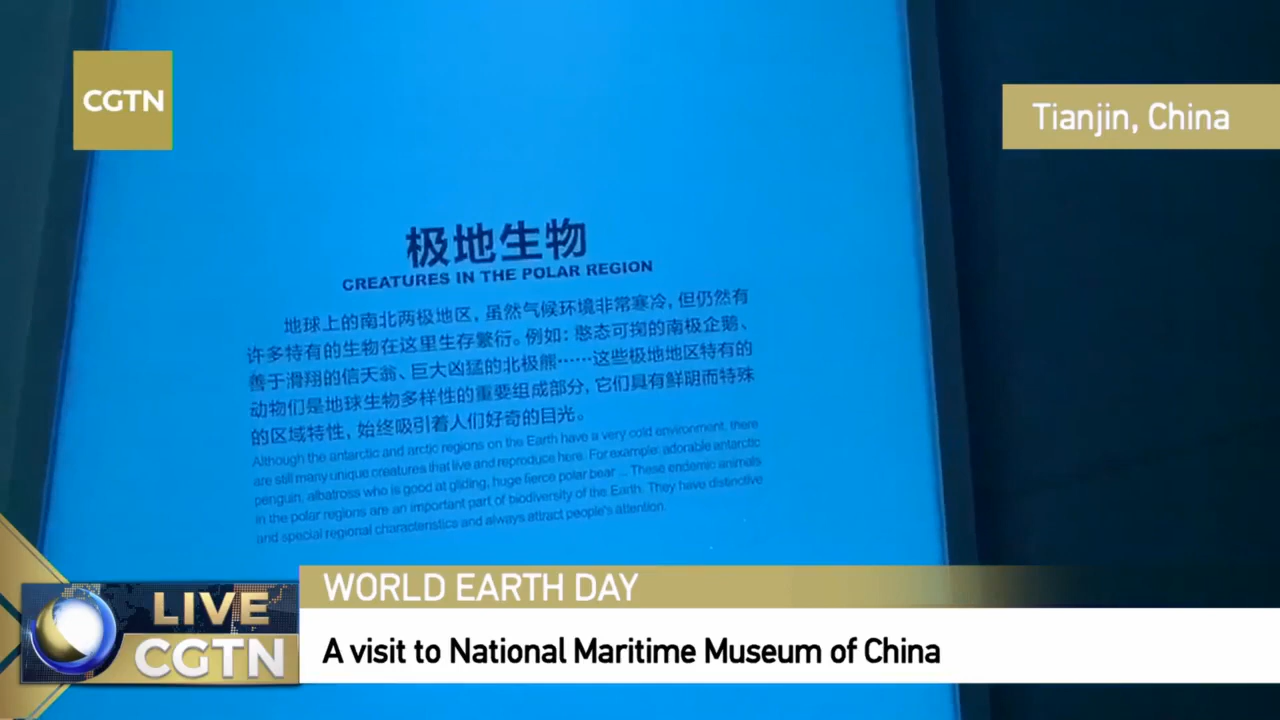 CGTN
Tianjin, China
极地生物
CREATURES IN THE POLAR REGION
地球上的南北两极地区，虽然气候环境非常寒冷，但仍然有
许多特有的生物在这里生存繁衍。例如：憨态可掬的南极企鹅、
善于滑翔的信天翁、巨大凶猛的北极熊……这些极地地区特有的
动物们是地球生物多样性的重要组成部分，它们具有鲜明而特殊
的区域特性，始终吸引着人们好奇的目光。
Although the antarctic and arctic regions on the Earth have a very cold environment, there
are still many unique creatures that live and reproduce here. For example: adorable antarctic
penguin, albatross who is good at gliding, huge fierce polar bear ... These endemic animals
in the polar regions are an important part of biodiversity of the Earth. They have distinctive
and special regional characteristics and always attract people's attention.
WORLD EARTH DAY
LIVE
CGTN
A visit to National Maritime Museum of China